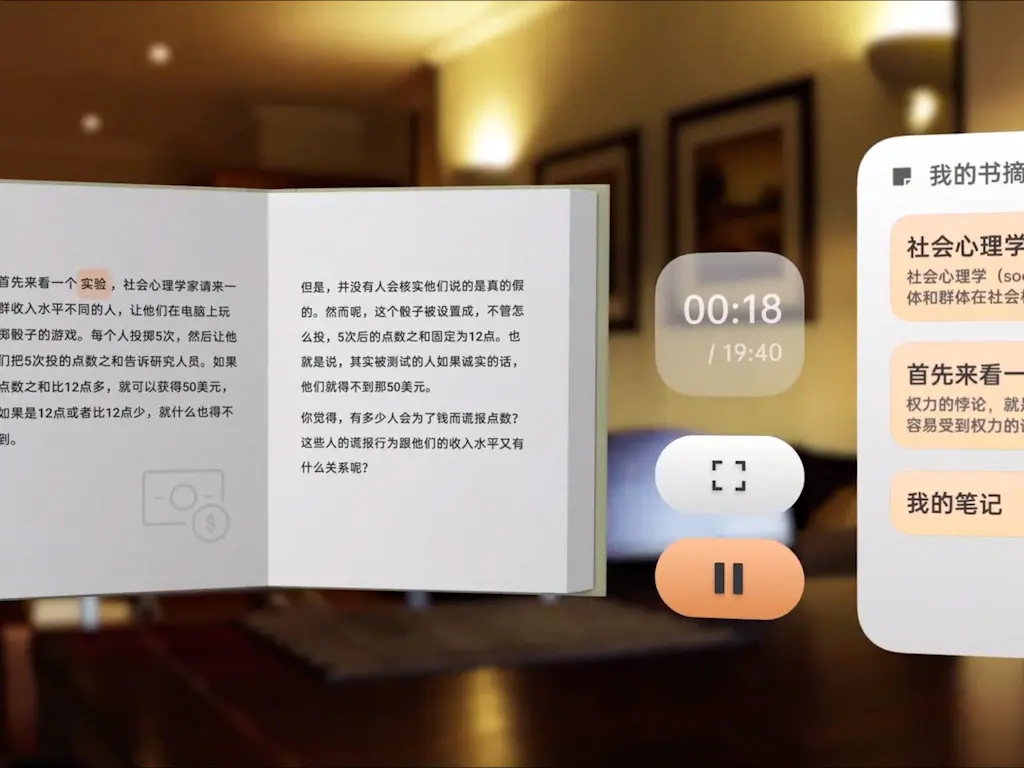 首先来看一个 实验 ，社会心理学家请来一
群收入水平不同的人，让他们在电脑上玩
掷骰子的游戏。每个人投掷5次，然后让他
们把5次投的点数之和告诉研究人员。如果
点数之和比12点多，就可以获得50美元，
如果是12点或者比12点少，就什么也得不
到。
但是，并没有人会核实他们说的是真的假
的。然而呢，这个骰子被设置成，不管怎
么投，5次后的点数之和固定为12点。也
就是说，其实被测试的人如果诚实的话，
他们就得不到那50美元。
你觉得，有多少人会为了钱而谎报点数？
这些人的谎报行为跟他们的收入水平又有
什么关系呢？
00:18
/ 19:40
我的书摘
社会心理学
社会心理学（soc
体和群体在社会
首先来看一
权力的悖论，就是
容易受到权力的
我的笔记